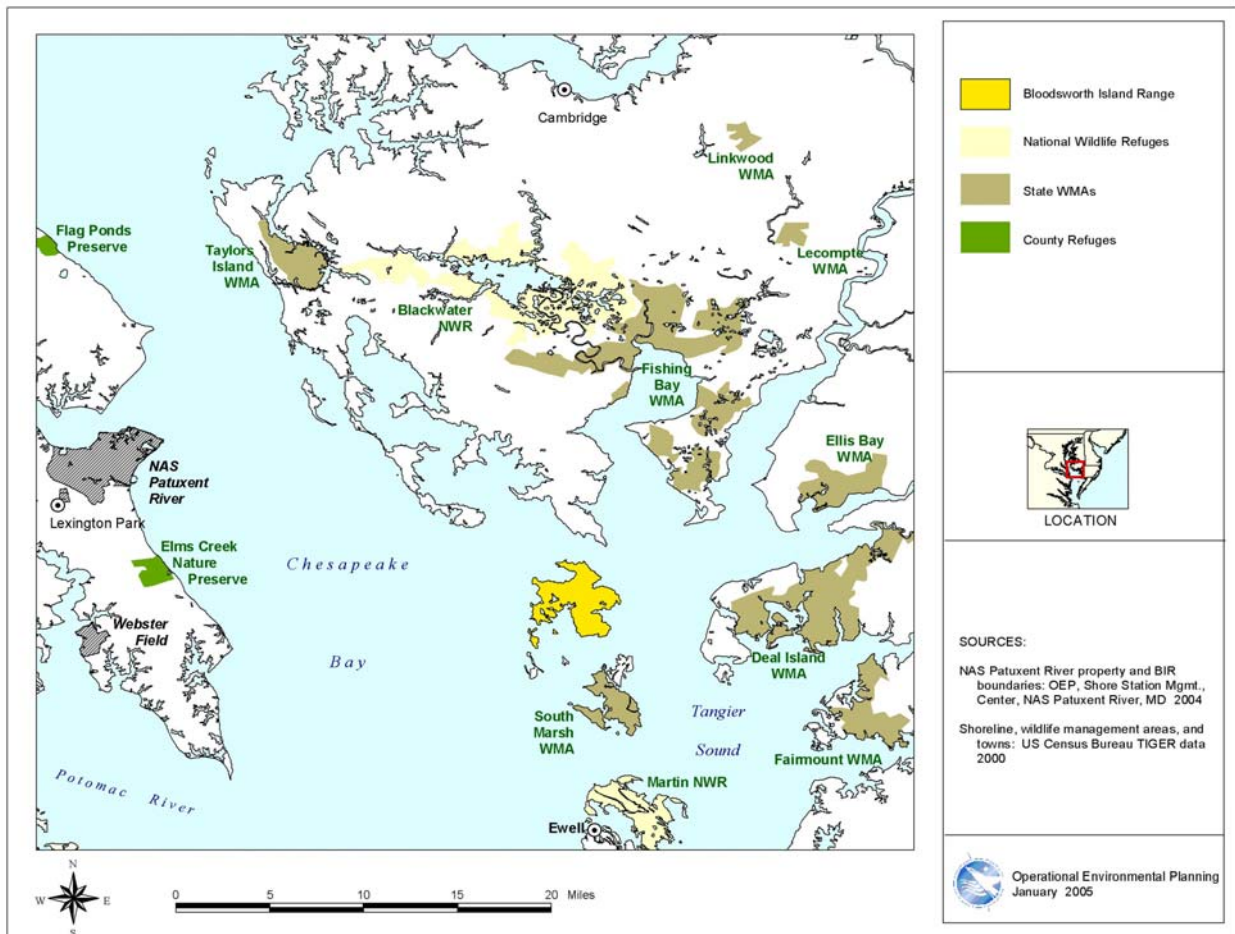 Cambridge
Linkwood
WMA
Flag Ponds
Preserve
Taylors
Island
WMA
Lecompte
WMA
Blackwater
NWR
Fishing
Bay
WMA
Ellis Bay
WMA
NAS
Patuxent
River
Lexington Park
Elms Creek
Nature
Preserve
Chesapeake
Webster
Field
Bay
Deal Island
WMA
South
Marsh
WMA
Tangier
Sound
Fairmount WMA
Potomac River
Martin NWR
Ewell
N
W E
S
0 5 10 15 20 Miles
Bloodsworth Island Range
National Wildlife Refuges
State WMAs
County Refuges
LOCATION
SOURCES:
NAS Patuxent River property and BIR
boundaries: OEP, Shore Station Mgmt.,
Center, NAS Patuxent River, MD 2004
Shoreline, wildlife management areas, and
towns: US Census Bureau TIGER data
2000
Operational Environmental Planning
January 2005